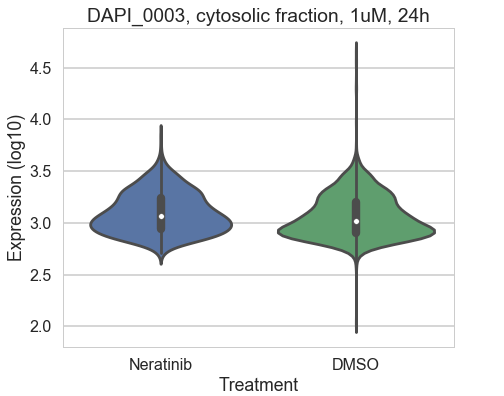 DAPI_0003, cytosolic fraction, 1uM, 24h
Expression (log10)
4.5
4.0
3.5
3.0
2.5
2.0
Neratinib
DMSO
Treatment